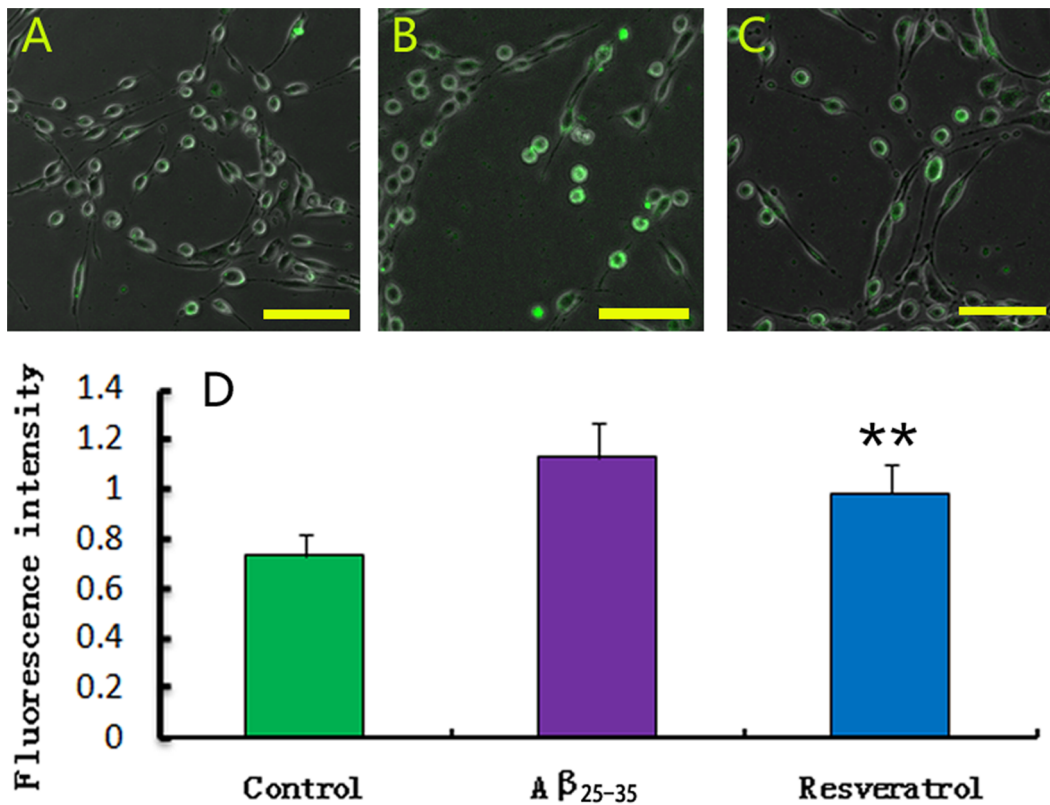 A
B
C
D
Fluorescence intensity
1.4
1.2
1
0.8
0.6
0.4
0.2
0
**
Control
Aβ25-35
Resveratrol